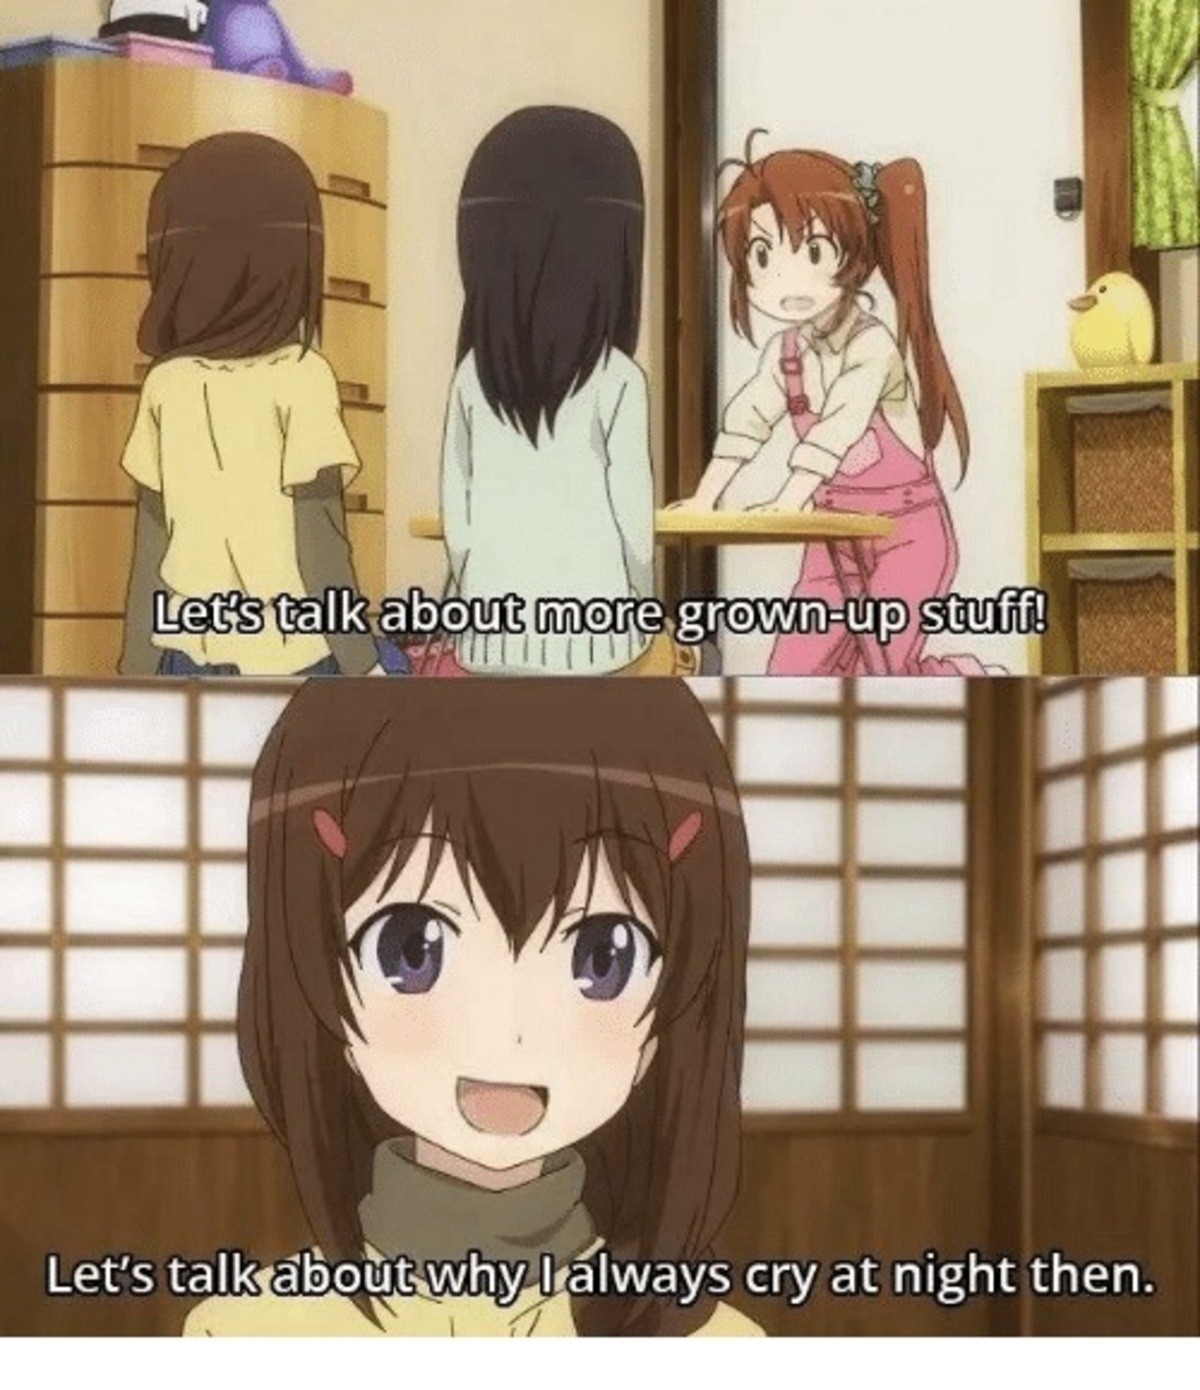 Let's talk about more grown-up stuff!
Let's talk about why I always cry at night then.